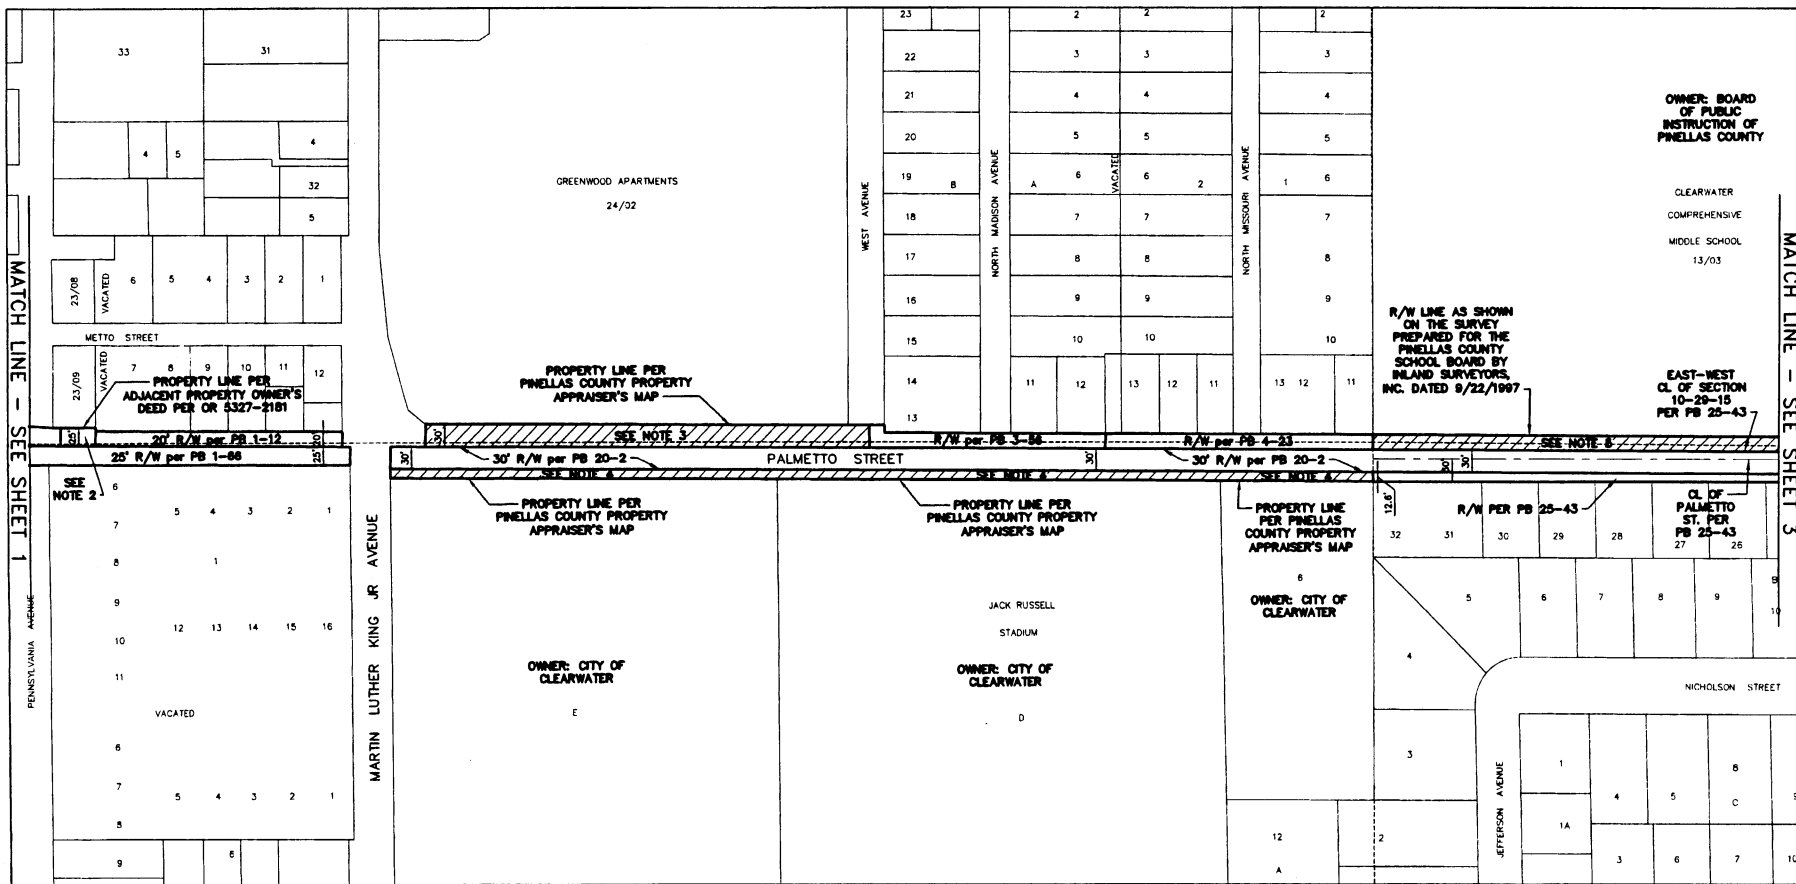 MATCH LINE - SEE SHEET 1
33
31
4
5
4
32
5
23/08
VACATED
6
5
4
3
2
1
METTO STREET
23/09
VACATED
7
8
9
10
11
12
PROPERTY LINE PER
ADJACENT PROPERTY OWNER'S
DEED PER OR 5327-2181
25'
20' R/W per PB 1-12
20'
25' R/W per PB 1-66
25'
SEE
NOTE 2
6
7
8
9
10
11
5
4
3
2
1
1
12
13
14
15
16
VACATED
6
7
8
5
4
3
2
1
9
6
PENNSYLVANIA AVENUE
MARTIN LUTHER KING JR AVENUE
GREENWOOD APARTMENTS
24/02
PROPERTY LINE PER
PINELLAS COUNTY PROPERTY
APPRAISER'S MAP
30'
SEE NOTE 3
R/W per PB 3-56
R/W per PB 4-23
30'
30' R/W per PB 20-2
PALMETTO STREET
30'
30' R/W per PB 20-2
SEE NOTE 4
SEE NOTE 4
SEE NOTE 4
PROPERTY LINE PER
PINELLAS COUNTY PROPERTY
APPRAISER'S MAP
PROPERTY LINE PER
PINELLAS COUNTY PROPERTY
APPRAISER'S MAP
PROPERTY LINE
PER PINELLAS
COUNTY PROPERTY
APPRAISER'S MAP
6
OWNER: CITY OF
CLEARWATER
OWNER: CITY OF
CLEARWATER
E
JACK RUSSELL
STADIUM
OWNER: CITY OF
CLEARWATER
D
WEST AVENUE
23
22
21
20
19
B
18
17
16
15
14
13
NORTH MADISON AVENUE
2
3
4
5
A
6
7
8
9
10
11
12
VACATED
2
3
4
5
6
2
7
8
9
10
13
12
11
NORTH MISSOURI AVENUE
2
3
4
5
1
6
7
8
9
10
13
12
11
OWNER: BOARD
OF PUBLIC
INSTRUCTION OF
PINELLAS COUNTY
CLEARWATER
COMPREHENSIVE
MIDDLE SCHOOL
13/03
R/W LINE AS SHOWN
ON THE SURVEY
PREPARED FOR THE
PINELLAS COUNTY
SCHOOL BOARD BY
INLAND SURVEYORS,
INC. DATED 9/22/1997
EAST-WEST
CL OF SECTION
10-29-15
PER PB 25-43
30'
12.6'
R/W PER PB 25-43
CL OF
PALMETTO
ST. PER
PB 25-43
32
31
30
29
28
27
26
5
6
7
8
9
10
4
3
NICHOLSON STREET
JEFFERSON AVENUE
1
1A
4
5
B
C
3
6
7
10
12
A
2
MATCH LINE - SEE SHEET 3